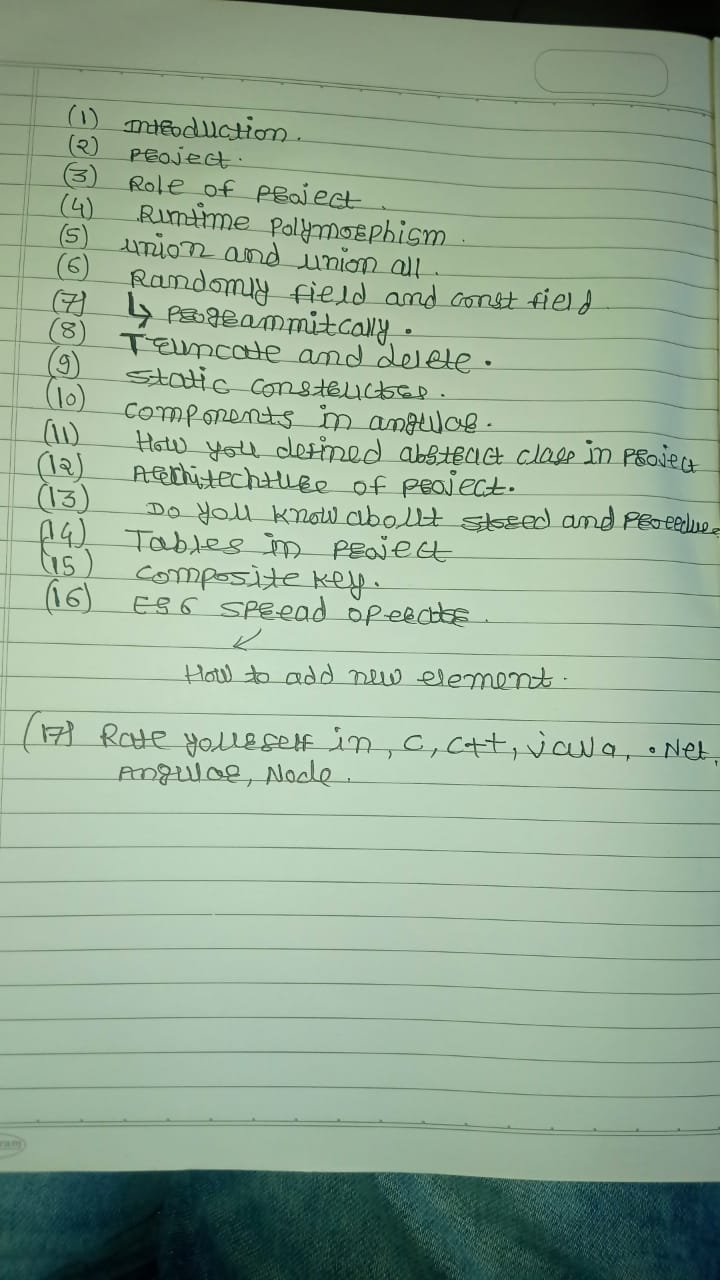 (1) Introduction.
(2) Project.
(3) Role of Project.
(4) Runtime Polymorphism.
(5) union and union all.
(6) Randomly field and const field
(7) ↳ Programmitcally.
(8) Truncate and delete.
(9) Static constructor.
(10) components in angular.
(11) How you defined abstract class in Project
(12) Architechture of project.
(13) Do you know about stored and Procedure
(14) Tables in Project
(15) composite key.
(16) ES6 spread operator.
↙
How to add new element.
(17) Rate yourself in, c, c++, java, .Net,
Angular, Node.